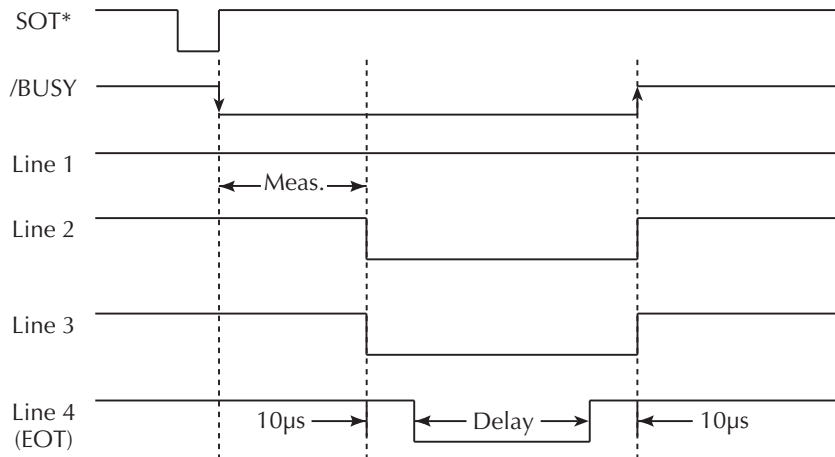 SOT*
/BUSY
Line 1
Meas.
Line 2
Line 3
Line 4
(EOT)
10µs
Delay
10µs